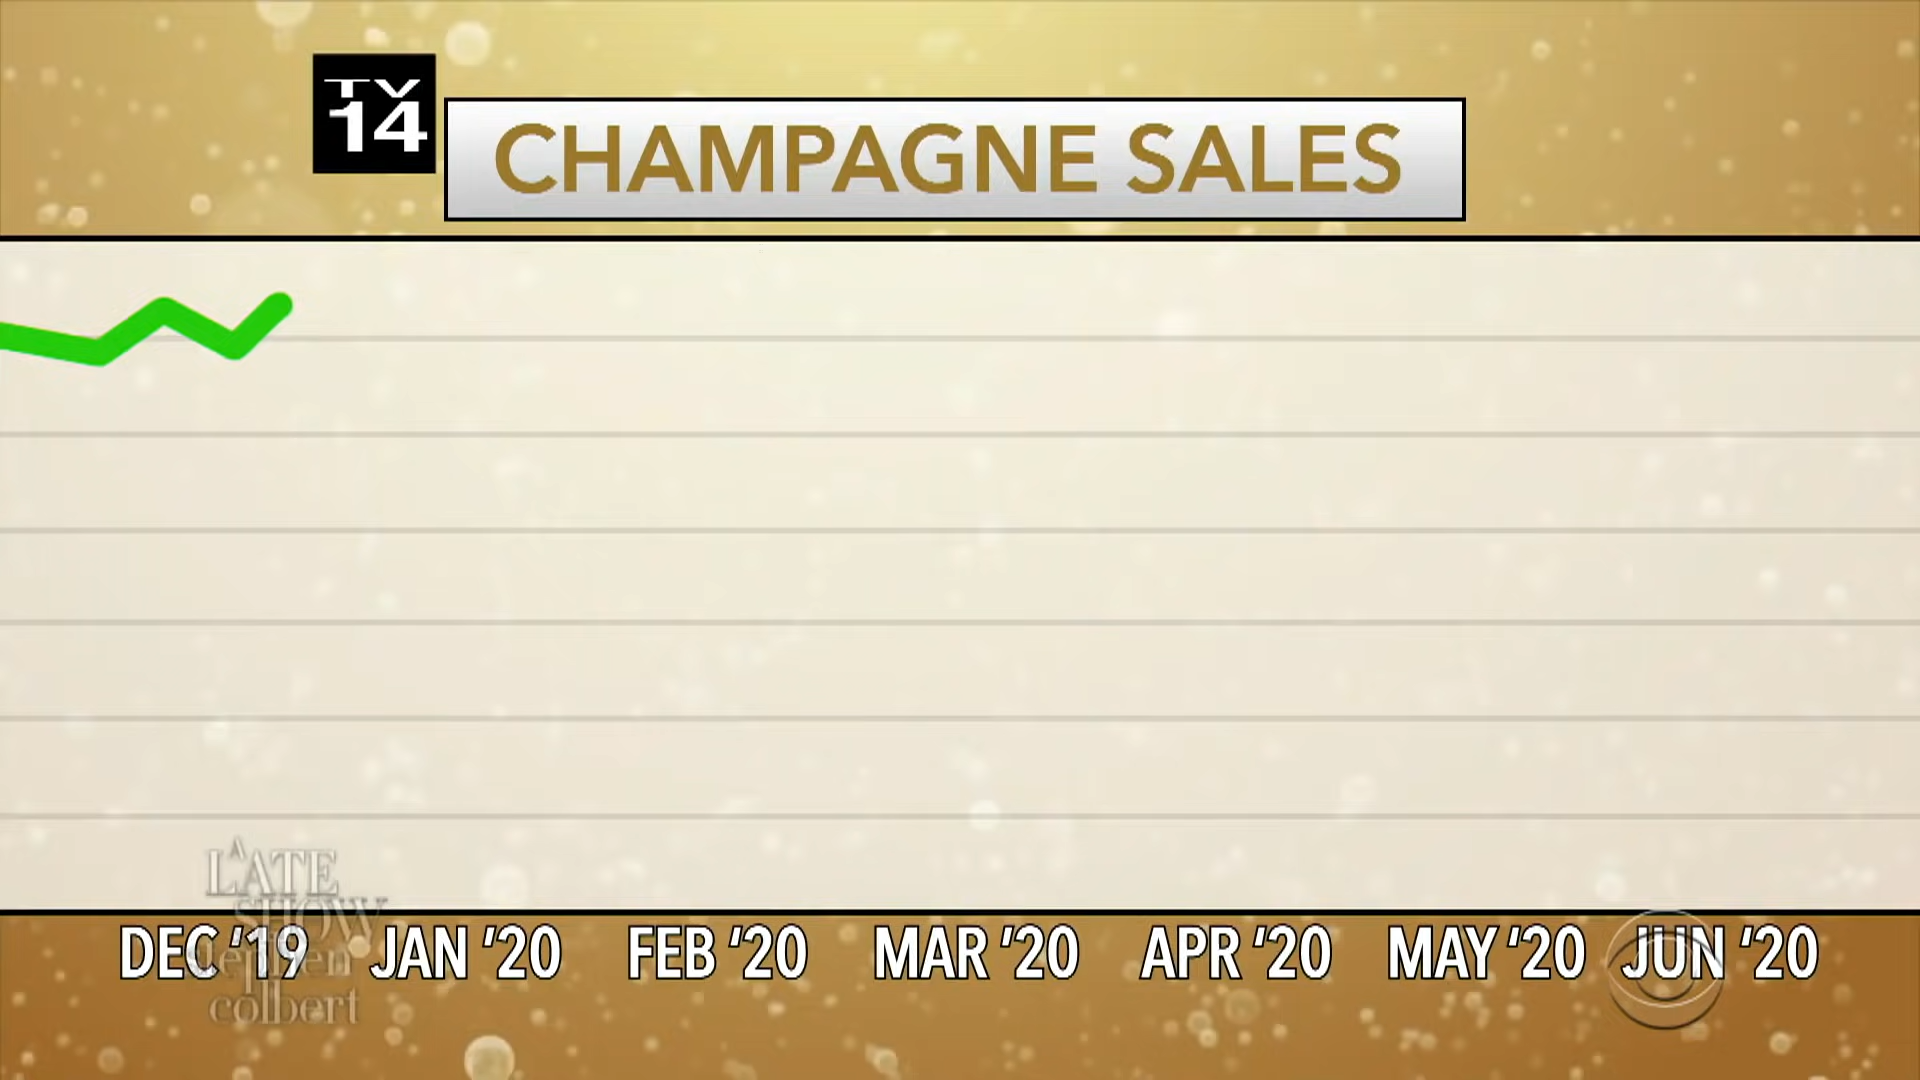 TV
14
CHAMPAGNE SALES
A
LATE
SHOW
stephen
colbert
DEC ‘19 JAN ‘20 FEB ‘20 MAR ‘20 APR ‘20 MAY ‘20 JUN ‘20